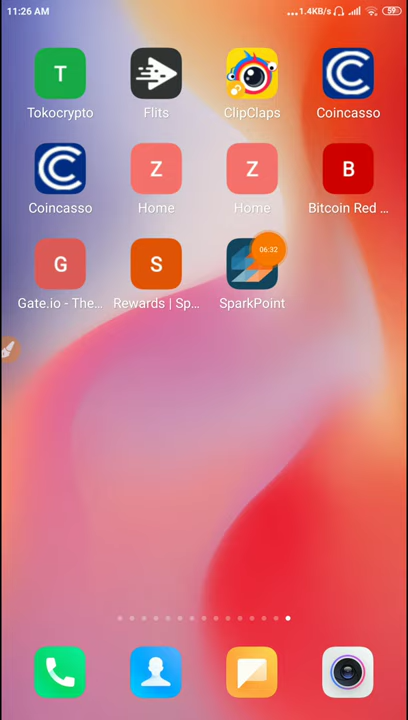 11:26 AM
...1.4KB/s
59
T
Tokocrypto
Flits
ClipClaps
Coincasso
Coincasso
Z
Home
Z
Home
B
Bitcoin Red ...
G
Gate.io - The...
S
Rewards | Sp...
06:32
SparkPoint